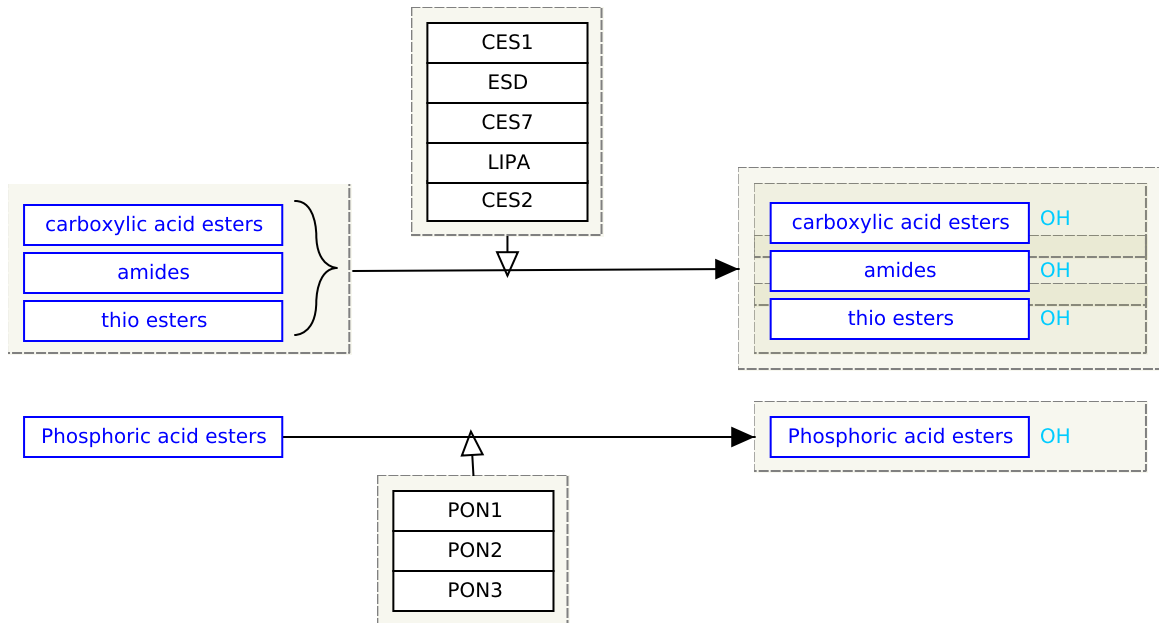 CES1
ESD
CES7
LIPA
CES2
carboxylic acid esters
amides
thio esters
carboxylic acid esters OH
amides OH
thio esters OH
Phosphoric acid esters
Phosphoric acid esters OH
PON1
PON2
PON3